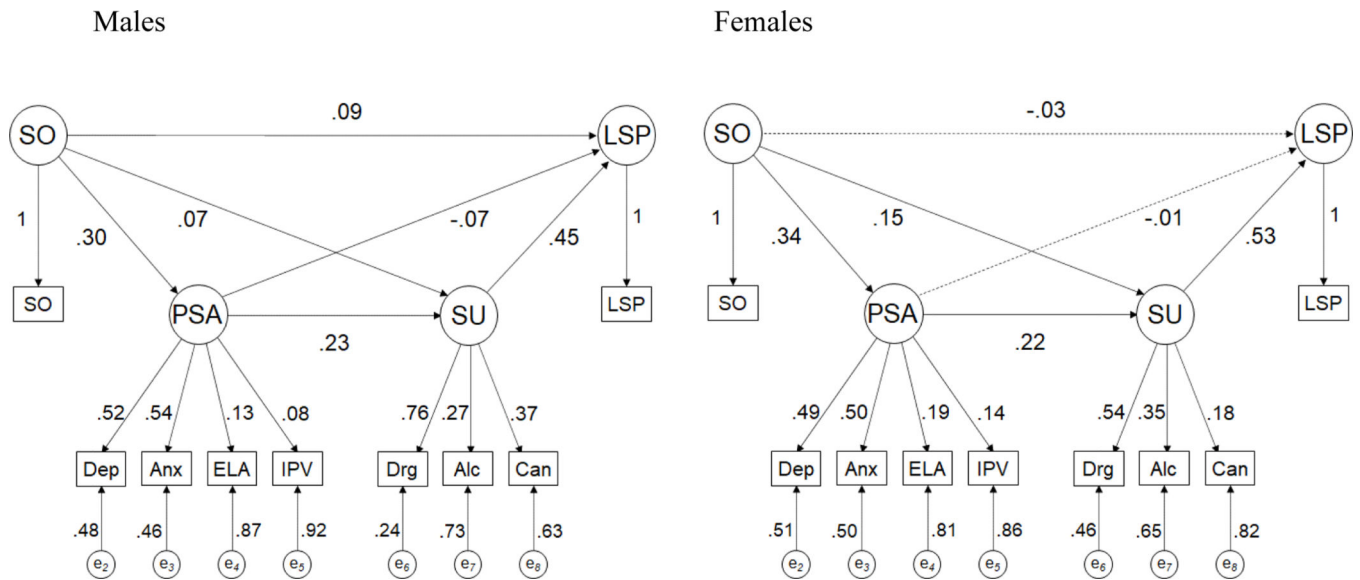 Males Females
.09 -.03
SO LSP SO LSP
1 .30 .07 -.07 .45 1 1 .34 .15 -.01 .53 1
SO PSA SU LSP SO PSA SU LSP
.23 .22
.52 .54 .13 .08 .76 .27 .37 .49 .50 .19 .14 .54 .35 .18
Dep Anx ELA IPV Drg Alc Can Dep Anx ELA IPV Drg Alc Can
.48 .46 .87 .92 .24 .73 .63 .51 .50 .81 .86 .46 .65 .82
e2 e3 e4 e5 e6 e7 e8 e2 e3 e4 e5 e6 e7 e8